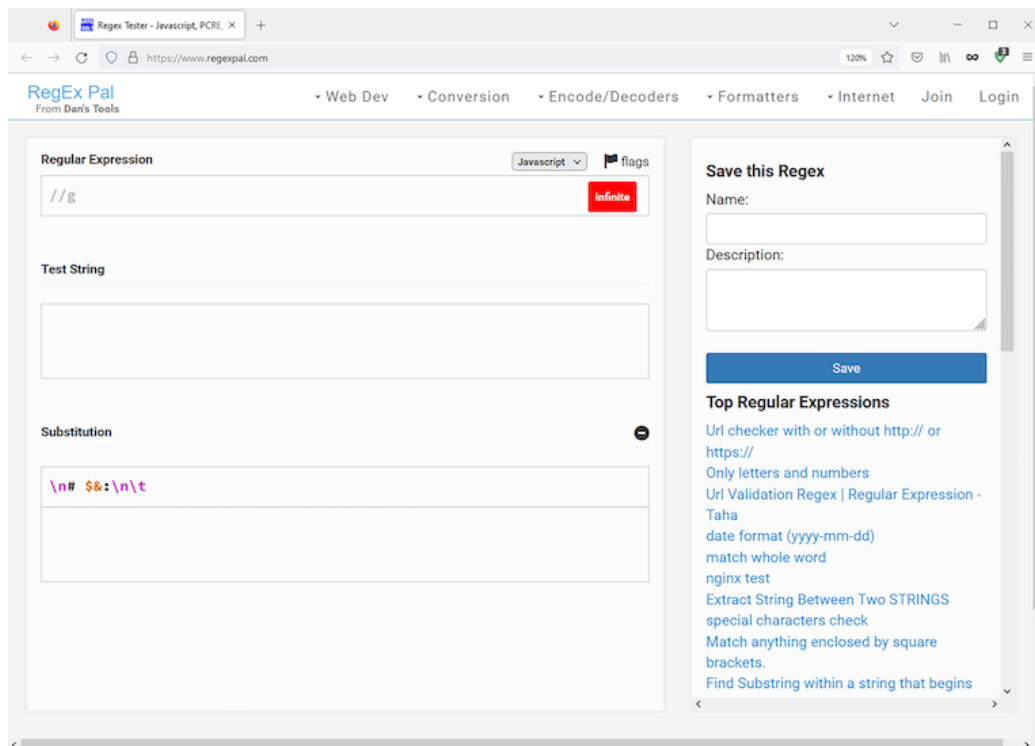 Regex Tester - Javascript, PCRE,
https://www.regexpal.com
120%
3
RegEx Pal
From Dan's Tools
Web Dev
Conversion
Encode/Decoders
Formatters
Internet
Join
Login
Regular Expression
Javascript
flags
//g
infinite
Test String
Substitution
\n# $&:\n\t
Save this Regex
Name:
Description:
Save
Top Regular Expressions
Url checker with or without http:// or
https://
Only letters and numbers
Url Validation Regex | Regular Expression -
Taha
date format (yyyy-mm-dd)
match whole word
nginx test
Extract String Between Two STRINGS
special characters check
Match anything enclosed by square
brackets.
Find Substring within a string that begins